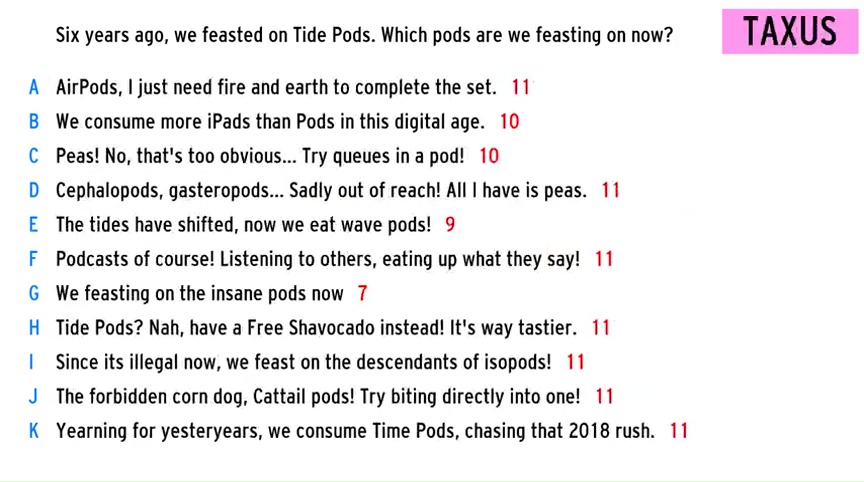 Six years ago, we feasted on Tide Pods. Which pods are we feasting on now?
TAXUS
A AirPods, I just need fire and earth to complete the set. 11
B We consume more iPads than Pods in this digital age. 10
C Peas! No, that's too obvious... Try queues in a pod! 10
D Cephalopods, gasteropods... Sadly out of reach! All I have is peas. 11
E The tides have shifted, now we eat wave pods! 9
F Podcasts of course! Listening to others, eating up what they say! 11
G We feasting on the insane pods now 7
H Tide Pods? Nah, have a Free Shavocado instead! It's way tastier. 11
I Since its illegal now, we feast on the descendants of isopods! 11
J The forbidden corn dog, Cattail pods! Try biting directly into one! 11
K Yearning for yesteryears, we consume Time Pods, chasing that 2018 rush. 11